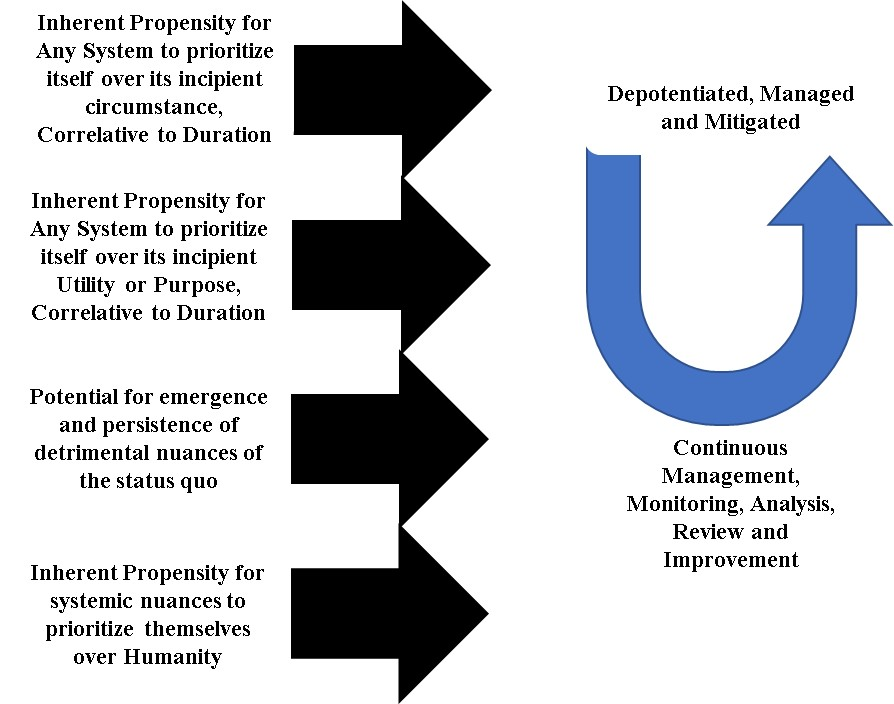 Inherent Propensity for
Any System to prioritize
itself over its incipient
circumstance,
Correlative to Duration
Inherent Propensity for
Any System to prioritize
itself over its incipient
Utility or Purpose,
Correlative to Duration
Potential for emergence
and persistence of
detrimental nuances of
the status quo
Inherent Propensity for
systemic nuances to
prioritize themselves
over Humanity
Depotentiated, Managed
and Mitigated
Continuous
Management,
Monitoring, Analysis,
Review and
Improvement